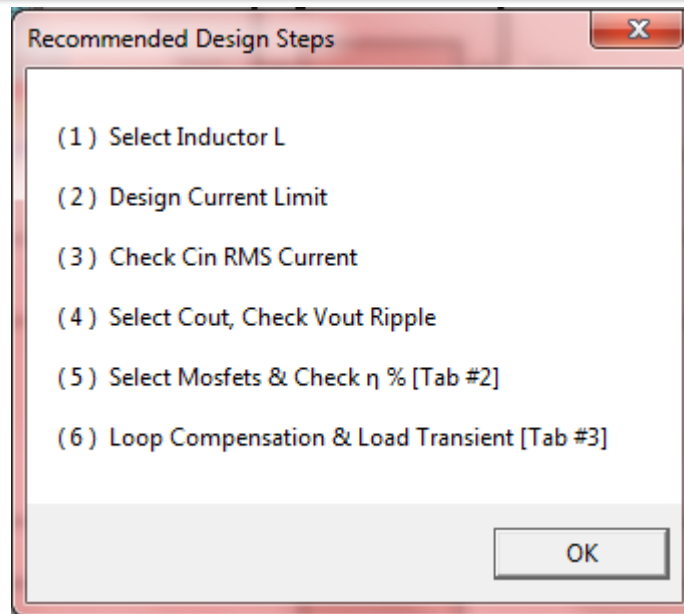 Recommended Design Steps
(1) Select Inductor L
(2) Design Current Limit
(3) Check Cin RMS Current
(4) Select Cout, Check Vout Ripple
(5) Select Mosfets & Check η % [Tab #2]
(6) Loop Compensation & Load Transient [Tab #3]
OK